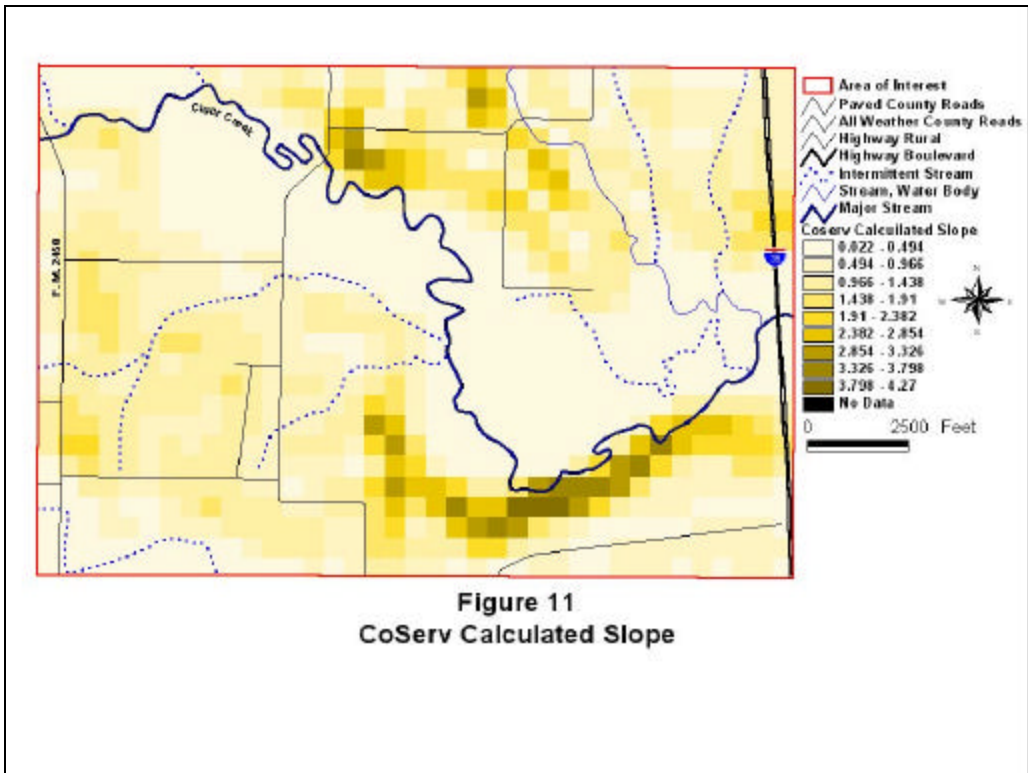 Clear Creek
F. M. 2450
Area of Interest
Paved County Roads
All Weather County Roads
Highway Rural
Highway Boulevard
Intermittent Stream
Stream, Water Body
Major Stream
Coserv Calculated Slope
0.022 - 0.494
0.494 - 0.966
0.966 - 1.438
1.438 - 1.91
1.91 - 2.382
2.382 - 2.854
2.854 - 3.326
3.326 - 3.798
3.798 - 4.27
No Data
0 2500 Feet
Figure 11
CoServ Calculated Slope